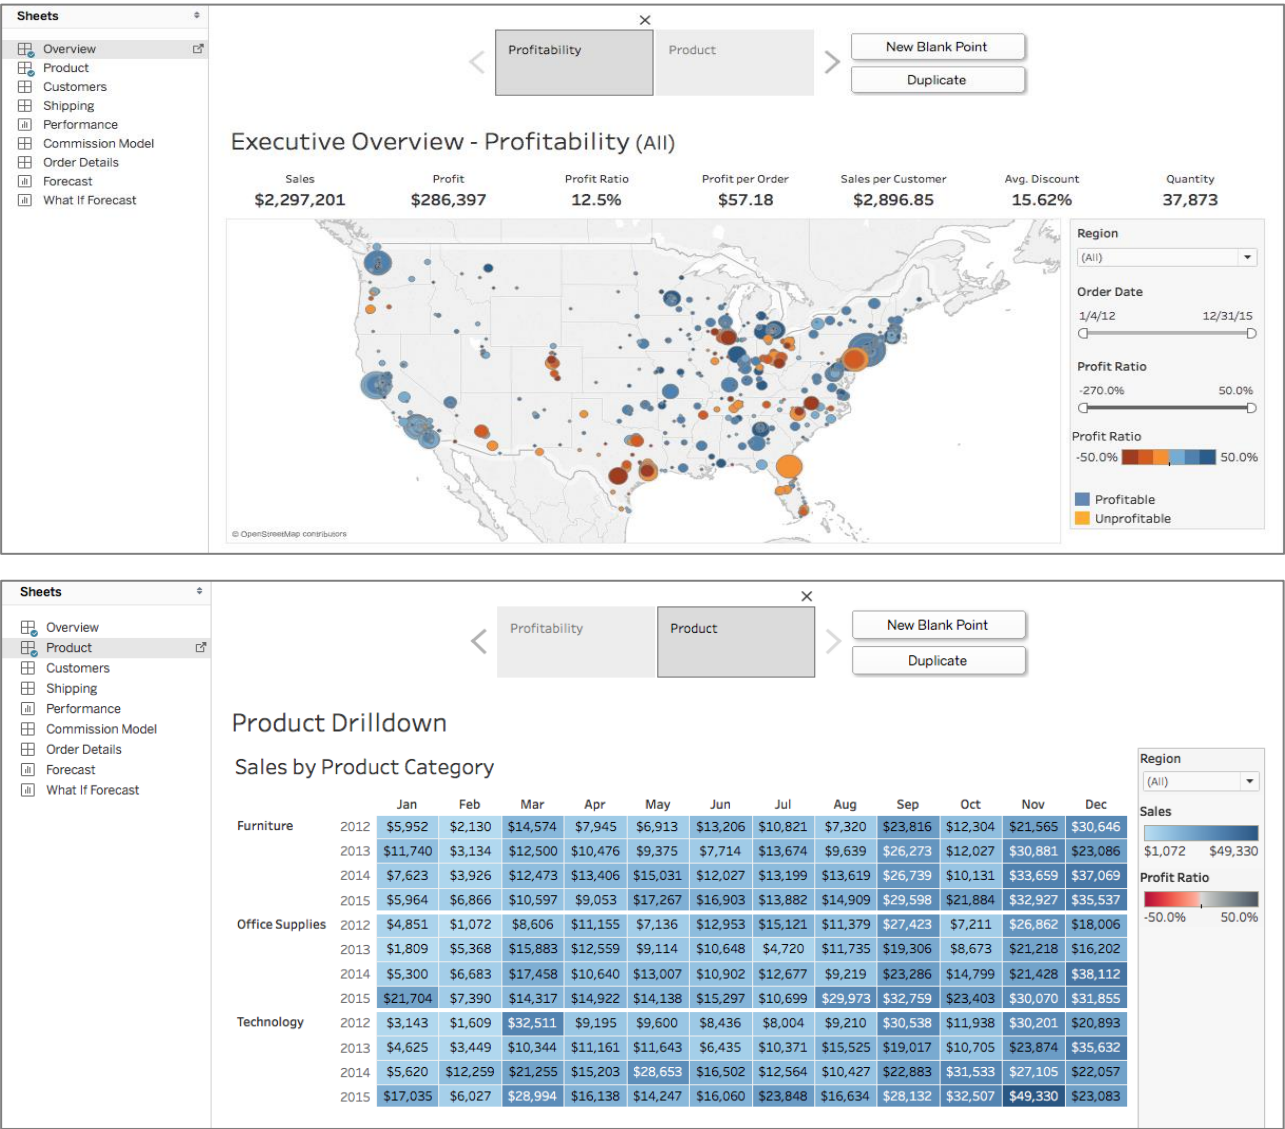 Sheets
Overview
Product
Customers
Shipping
Performance
Commission Model
Order Details
Forecast
What If Forecast
Profitability
Product
New Blank Point
Duplicate
Executive Overview - Profitability (All)
Sales Profit Profit Ratio Profit per Order Sales per Customer Avg. Discount Quantity
$2,297,201 $286,397 12.5% $57.18 $2,896.85 15.62% 37,873
Region
(All)
Order Date
1/4/12 12/31/15
Profit Ratio
-270.0% 50.0%
Profit Ratio
-50.0% 50.0%
Profitable
Unprofitable
© OpenStreetMap contributors
Sheets
Overview
Product
Customers
Shipping
Performance
Commission Model
Order Details
Forecast
What If Forecast
Profitability
Product
New Blank Point
Duplicate
Product Drilldown
Sales by Product Category
Jan Feb Mar Apr May Jun Jul Aug Sep Oct Nov Dec
Furniture 2012 $5,952 $2,130 $14,574 $7,945 $6,913 $13,206 $10,821 $7,320 $23,816 $12,304 $21,565 $30,646
2013 $11,740 $3,134 $12,500 $10,476 $9,375 $7,714 $13,674 $9,639 $26,273 $12,027 $30,881 $23,086
2014 $7,623 $3,926 $12,473 $13,406 $15,031 $12,027 $13,199 $13,619 $26,739 $10,131 $33,659 $37,069
2015 $5,964 $6,866 $10,597 $9,053 $17,267 $16,903 $13,882 $14,909 $29,598 $21,884 $32,927 $35,537
Office Supplies 2012 $4,851 $1,072 $8,606 $11,155 $7,136 $12,953 $15,121 $11,379 $27,423 $7,211 $26,862 $18,006
2013 $1,809 $5,368 $15,883 $12,559 $9,114 $10,648 $4,720 $11,735 $19,306 $8,673 $21,218 $16,202
2014 $5,300 $6,683 $17,458 $10,640 $13,007 $10,902 $12,677 $9,219 $23,286 $14,799 $21,428 $38,112
2015 $21,704 $7,390 $14,317 $14,922 $14,138 $15,297 $10,699 $29,973 $32,759 $23,403 $30,070 $31,855
Technology 2012 $3,143 $1,609 $32,511 $9,195 $9,600 $8,436 $8,004 $9,210 $30,538 $11,938 $30,201 $20,893
2013 $4,625 $3,449 $10,344 $11,161 $11,643 $6,435 $10,371 $15,525 $19,017 $10,705 $23,874 $35,632
2014 $5,620 $12,259 $21,255 $15,203 $28,653 $16,502 $12,564 $10,427 $22,883 $31,533 $27,105 $22,057
2015 $17,035 $6,027 $28,994 $16,138 $14,247 $16,060 $23,848 $16,634 $28,132 $32,507 $49,330 $23,083
Region
(All)
Sales
$1,072 $49,330
Profit Ratio
-50.0% 50.0%